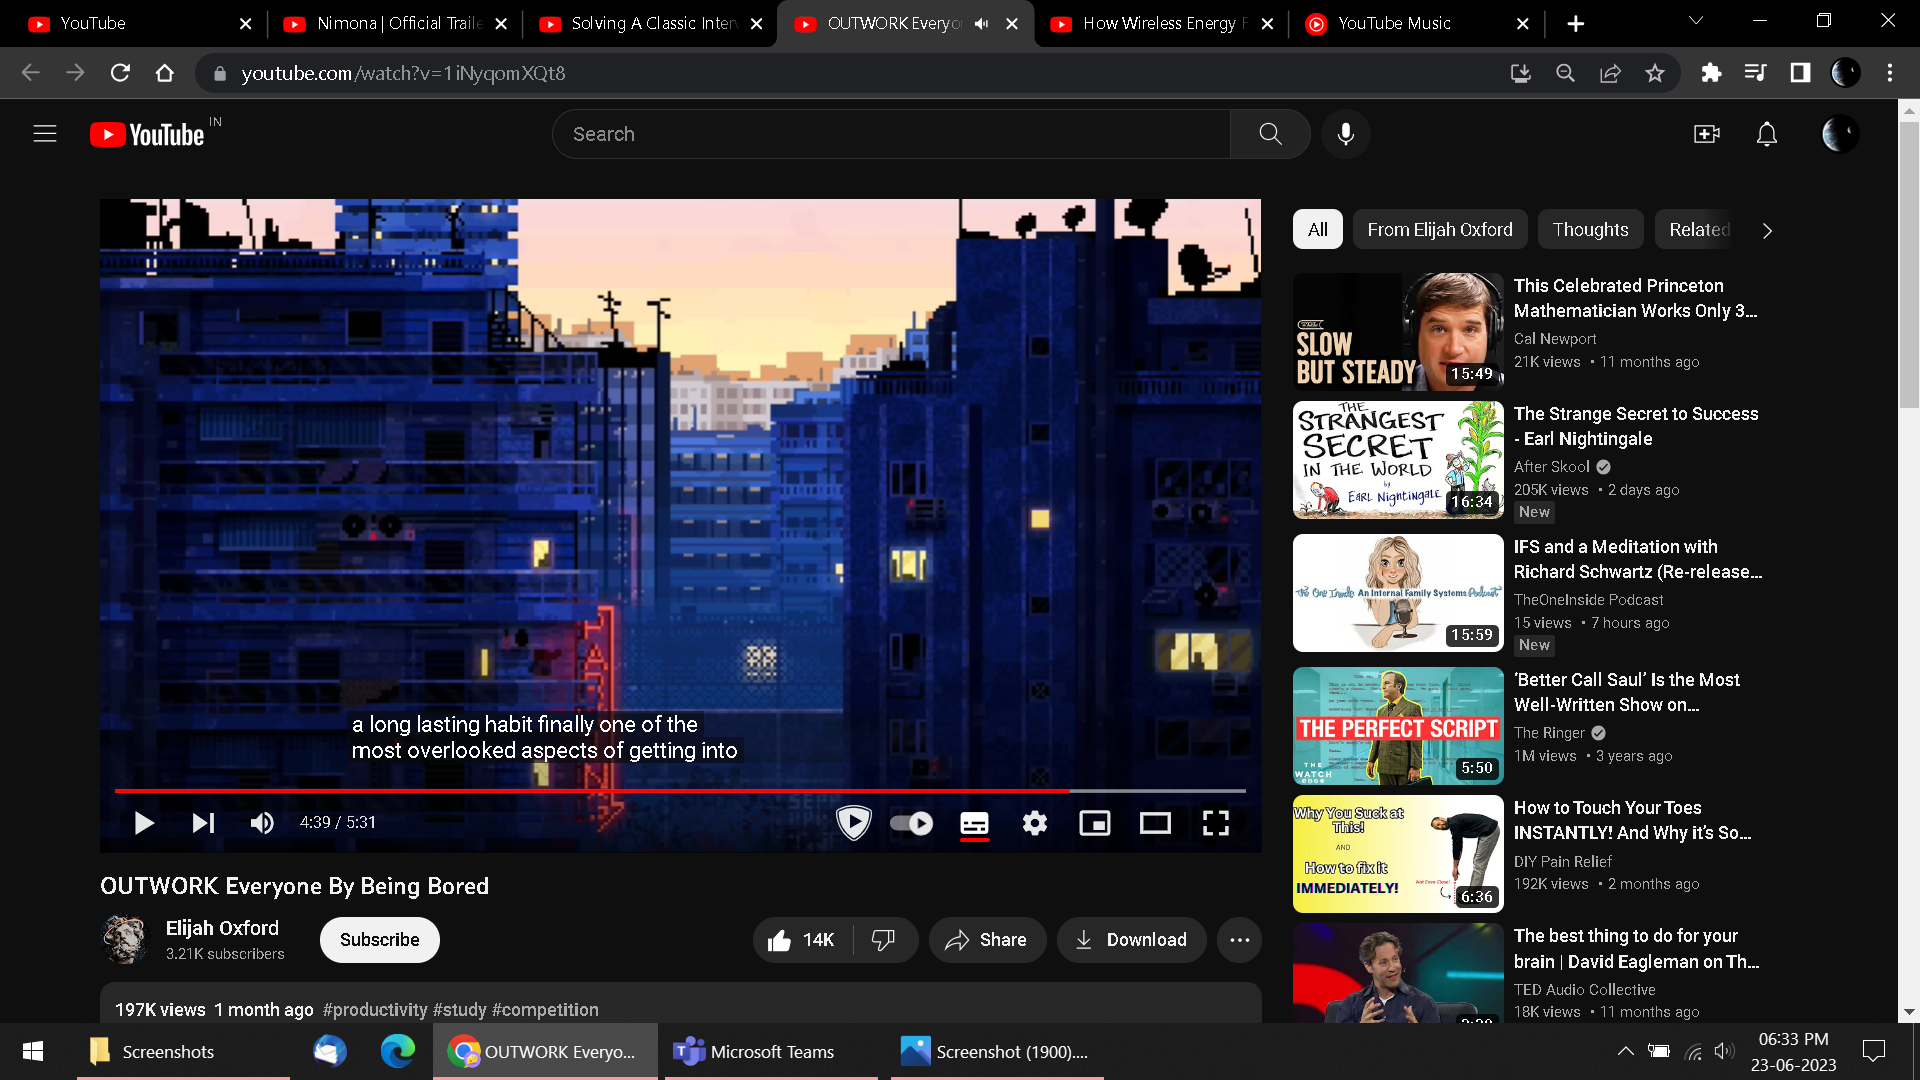 YouTube
Nimona | Official Traile
Solving A Classic Inter
OUTWORK Everyo
How Wireless Energy F
YouTube Music
youtube.com/watch?v=1iNyqomXQt8
YouTube IN
Search
All
From Elijah Oxford
Thoughts
Related
a long lasting habit finally one of the
most overlooked aspects of getting into
4:39 / 5:31
OUTWORK Everyone By Being Bored
Elijah Oxford
3.21K subscribers
Subscribe
14K
Share
Download
197K views 1 month ago #productivity #study #competition
SLOW
BUT STEADY
15:49
This Celebrated Princeton
Mathematician Works Only 3...
Cal Newport
21K views • 11 months ago
THE
STRANGEST
SECRET
IN THE WORLD
by
EARL NIGHTINGALE
16:34
The Strange Secret to Success
- Earl Nightingale
After Skool
205K views • 2 days ago
New
The One Inside An Internal Family Systems Podcast
15:59
IFS and a Meditation with
Richard Schwartz (Re-release...
TheOneInside Podcast
15 views • 7 hours ago
New
THE PERFECT SCRIPT
THE
WATCH
5:50
‘Better Call Saul’ Is the Most
Well-Written Show on...
The Ringer
1M views • 3 years ago
Why You Suck at
This!
AND
How to fix it
IMMEDIATELY!
Not Even Close!
6:36
How to Touch Your Toes
INSTANTLY! And Why it’s So...
DIY Pain Relief
192K views • 2 months ago
The best thing to do for your
brain | David Eagleman on Th...
TED Audio Collective
18K views • 11 months ago
Screenshots
OUTWORK Everyo...
Microsoft Teams
Screenshot (1900)....
06:33 PM
23-06-2023